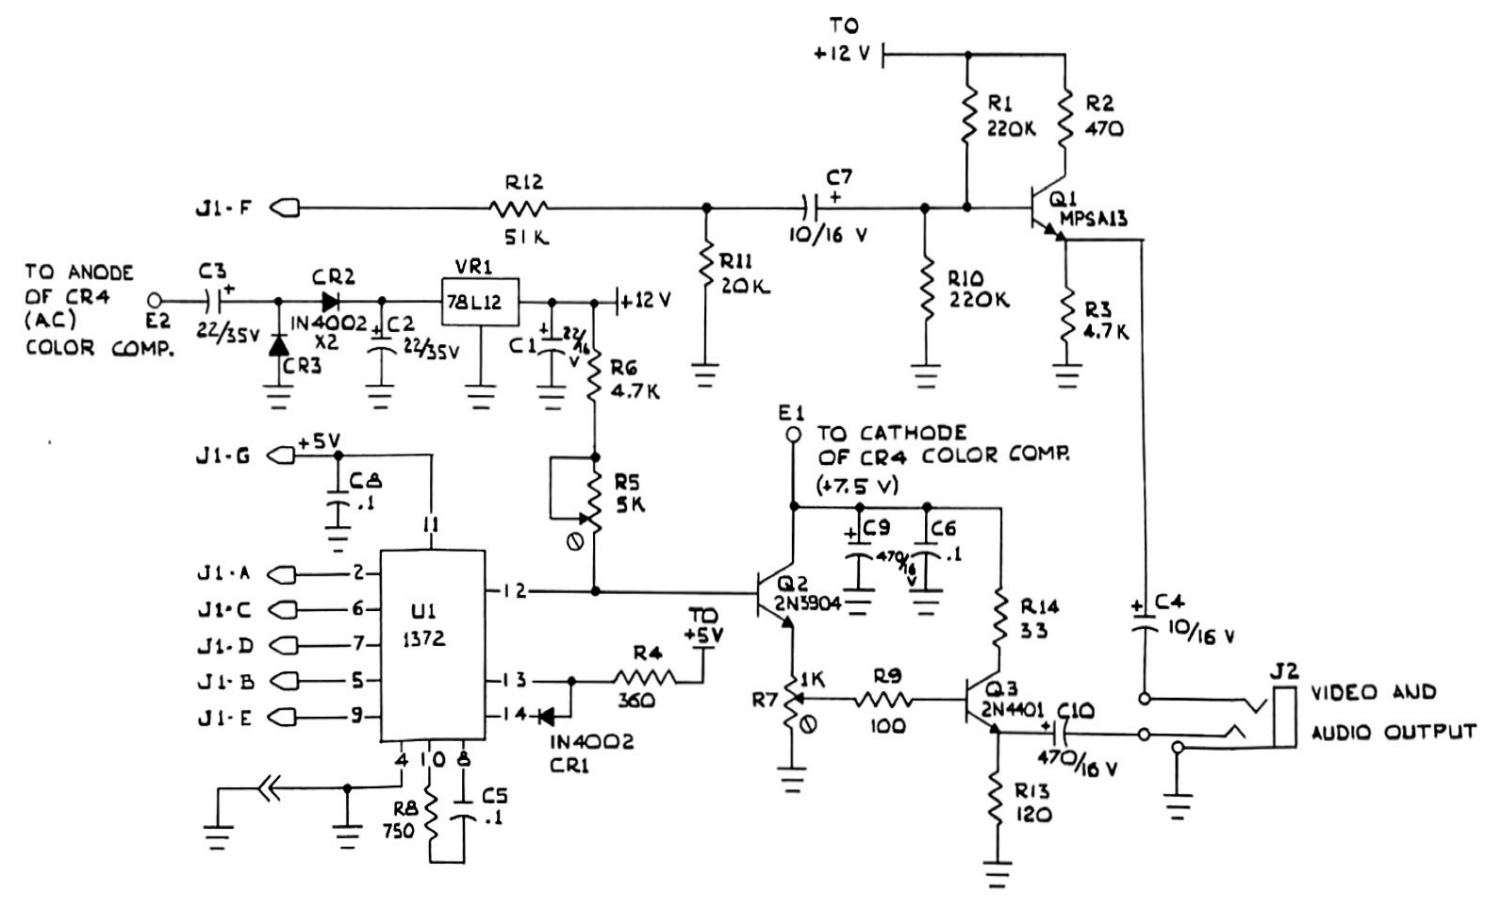 TO
+12 V
R1
220K
R2
470
R12
J1-F
51K
C7
+
10/16 V
Q1
MPSA13
R11
20K
R10
220K
R3
4.7K
TO ANODE
OF CR4
(AC)
COLOR COMP.
E2
C3
+
22/35V
CR2
1N4002
X2
CR3
+
C2
22/35V
VR1
78L12
+
C1
22/16
V
+12 V
R6
4.7K
R5
5K
J1-G
+5V
C8
.1
11
E1
TO CATHODE
OF CR4 COLOR COMP.
(+7.5 V)
+
C9
470/16
V
C6
.1
J1-A
2
J1-C
6
J1-D
7
J1-B
5
J1-E
9
U1
1372
12
13
14
4
10
8
TO
+5V
R4
360
1N4002
CR1
R8
750
C5
.1
Q2
2N3904
R7
1K
R9
100
R14
33
Q3
2N4401
+
C10
470/16 V
R13
120
+
C4
10/16 V
J2
VIDEO AND
AUDIO OUTPUT